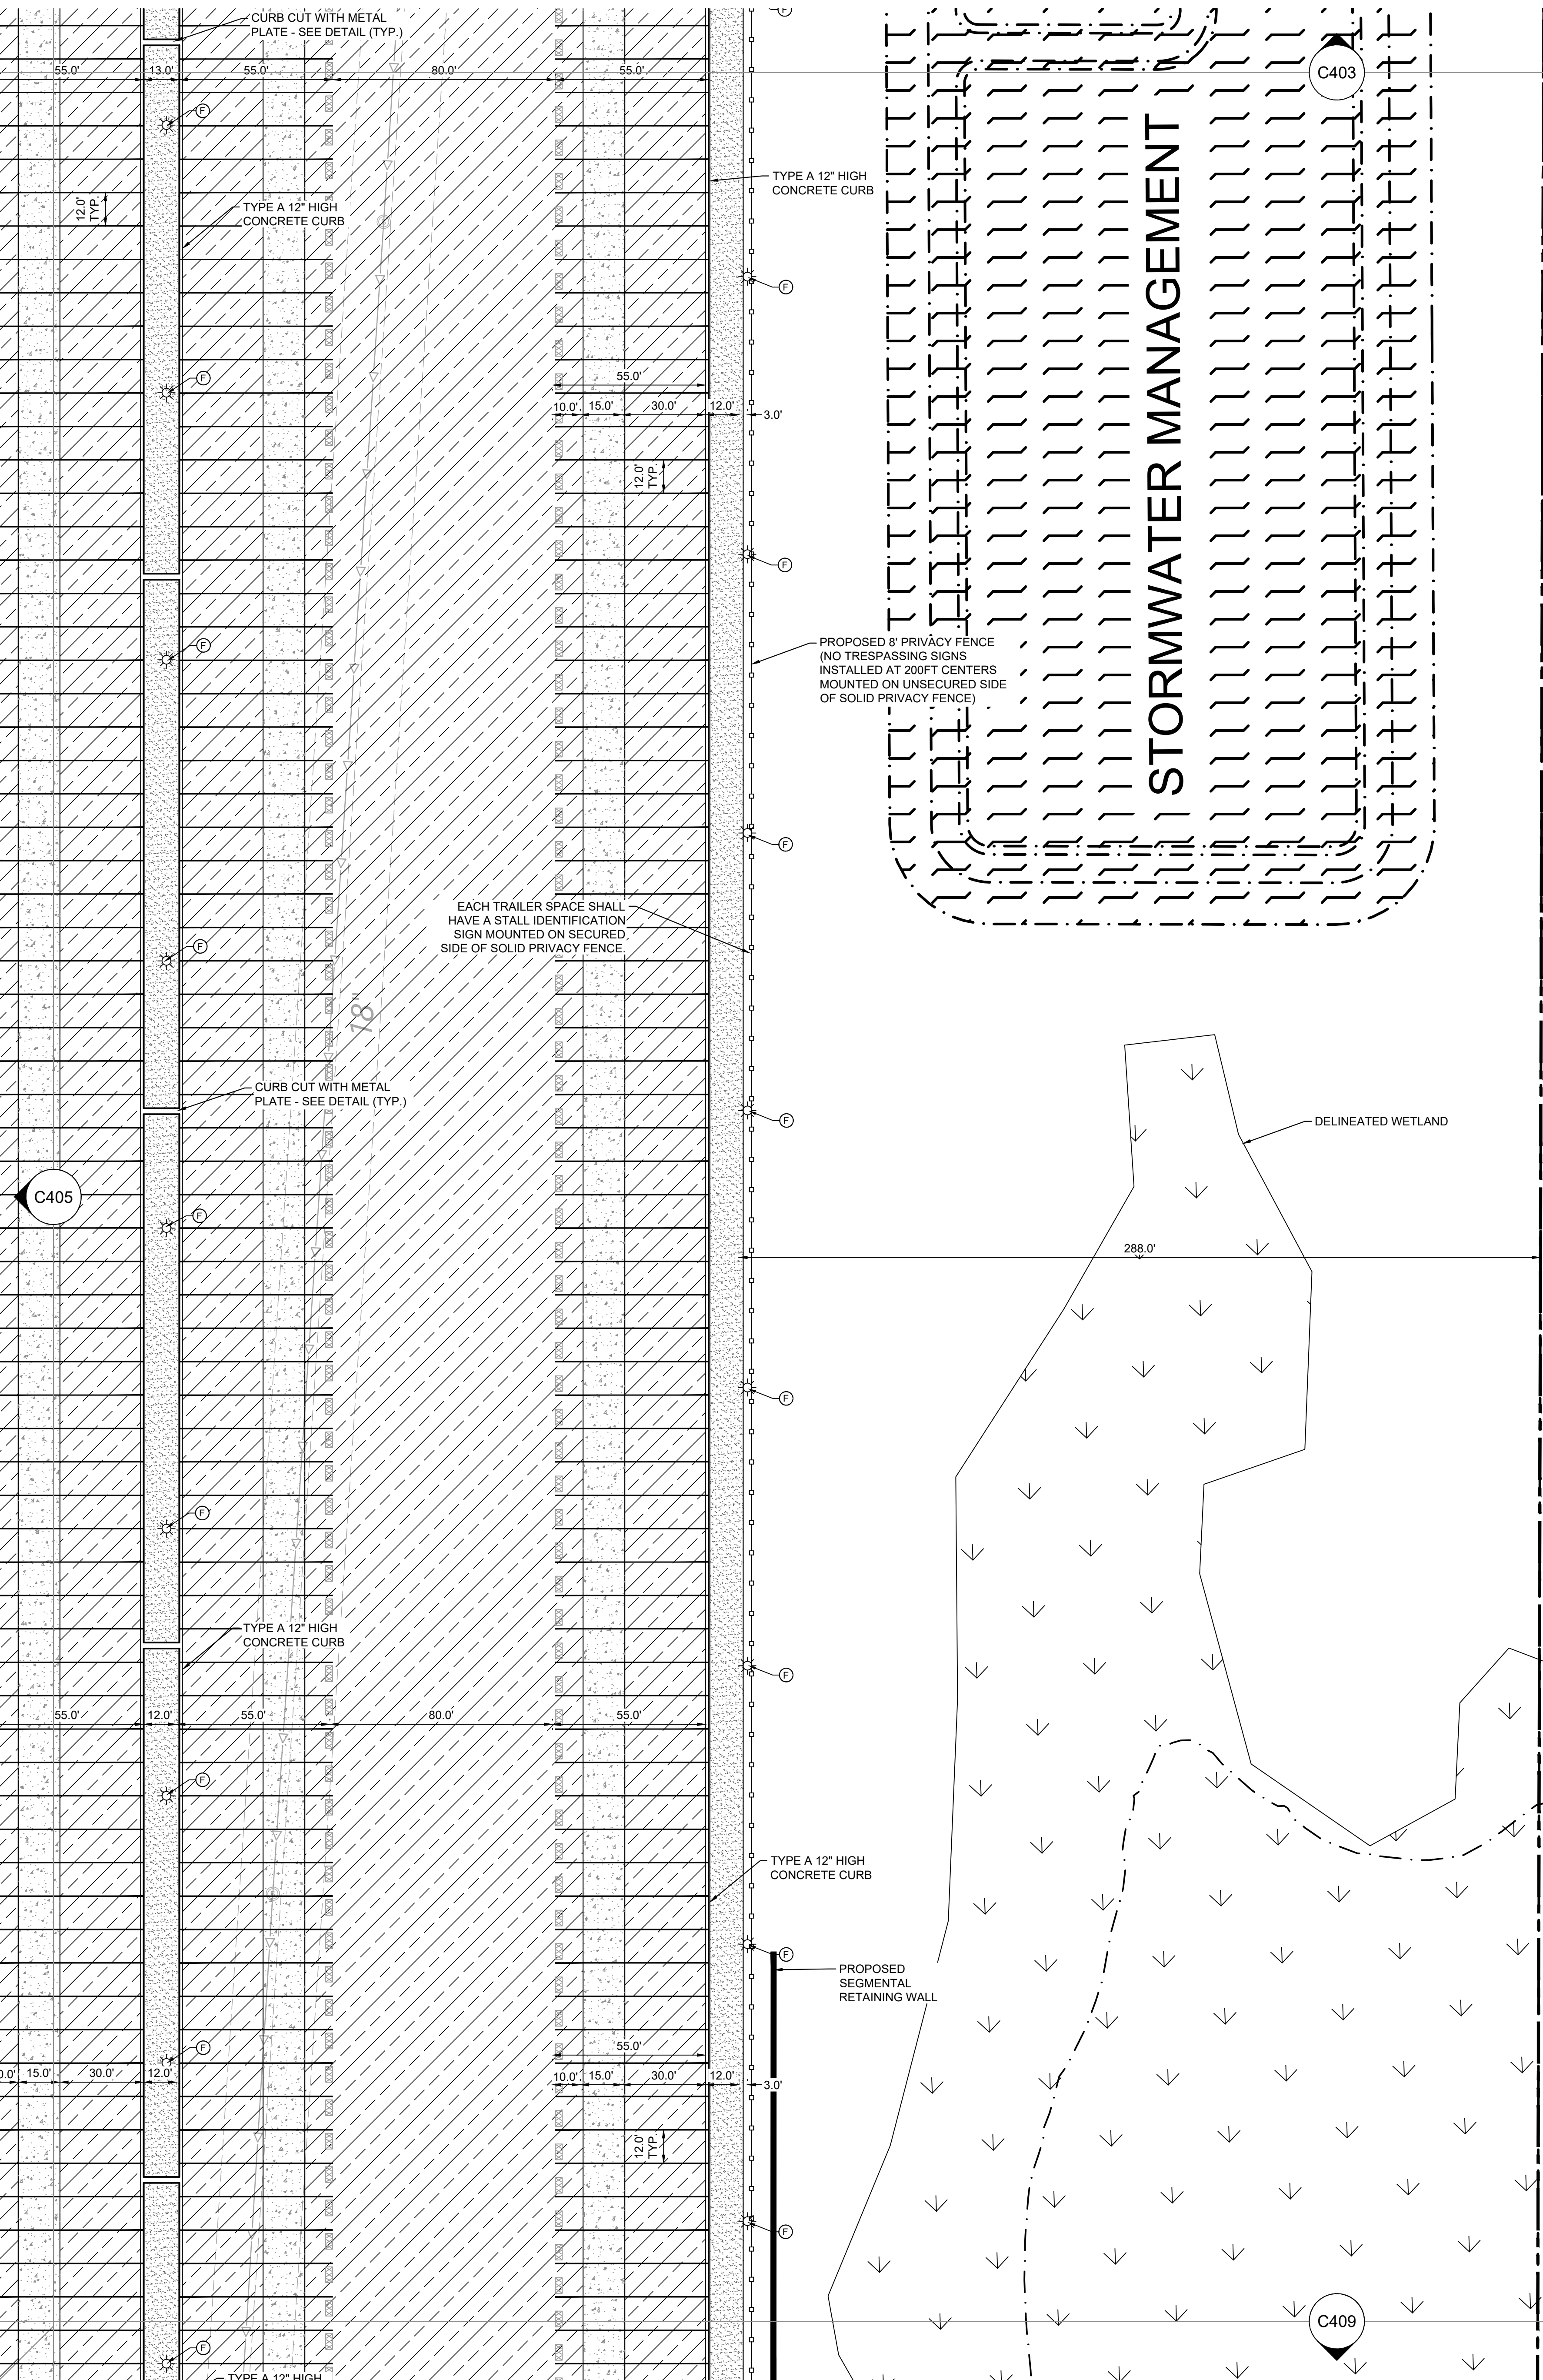 CURB CUT WITH METAL
PLATE - SEE DETAIL (TYP.)
F
C403
55.0'
13.0'
55.0'
80.0'
55.0'
F
TYPE A 12" HIGH
CONCRETE CURB
12.0'
TYP.
TYPE A 12" HIGH
CONCRETE CURB
STORMWATER MANAGEMENT
F
F
55.0'
10.0'
15.0'
30.0'
12.0'
3.0'
12.0'
TYP.
F
F
PROPOSED 8' PRIVACY FENCE
(NO TRESPASSING SIGNS
INSTALLED AT 200FT CENTERS
MOUNTED ON UNSECURED SIDE
OF SOLID PRIVACY FENCE)
F
EACH TRAILER SPACE SHALL
HAVE A STALL IDENTIFICATION
SIGN MOUNTED ON SECURED
SIDE OF SOLID PRIVACY FENCE.
F
18"
CURB CUT WITH METAL
PLATE - SEE DETAIL (TYP.)
F
DELINEATED WETLAND
C405
F
288.0'
F
F
TYPE A 12" HIGH
CONCRETE CURB
F
55.0'
12.0'
55.0'
80.0'
55.0'
F
TYPE A 12" HIGH
CONCRETE CURB
F
PROPOSED
SEGMENTAL
RETAINING WALL
F
55.0'
15.0'
30.0'
12.0'
10.0'
15.0'
30.0'
12.0'
3.0'
12.0'
TYP.
F
C409
F
TYPE A 12" HIGH